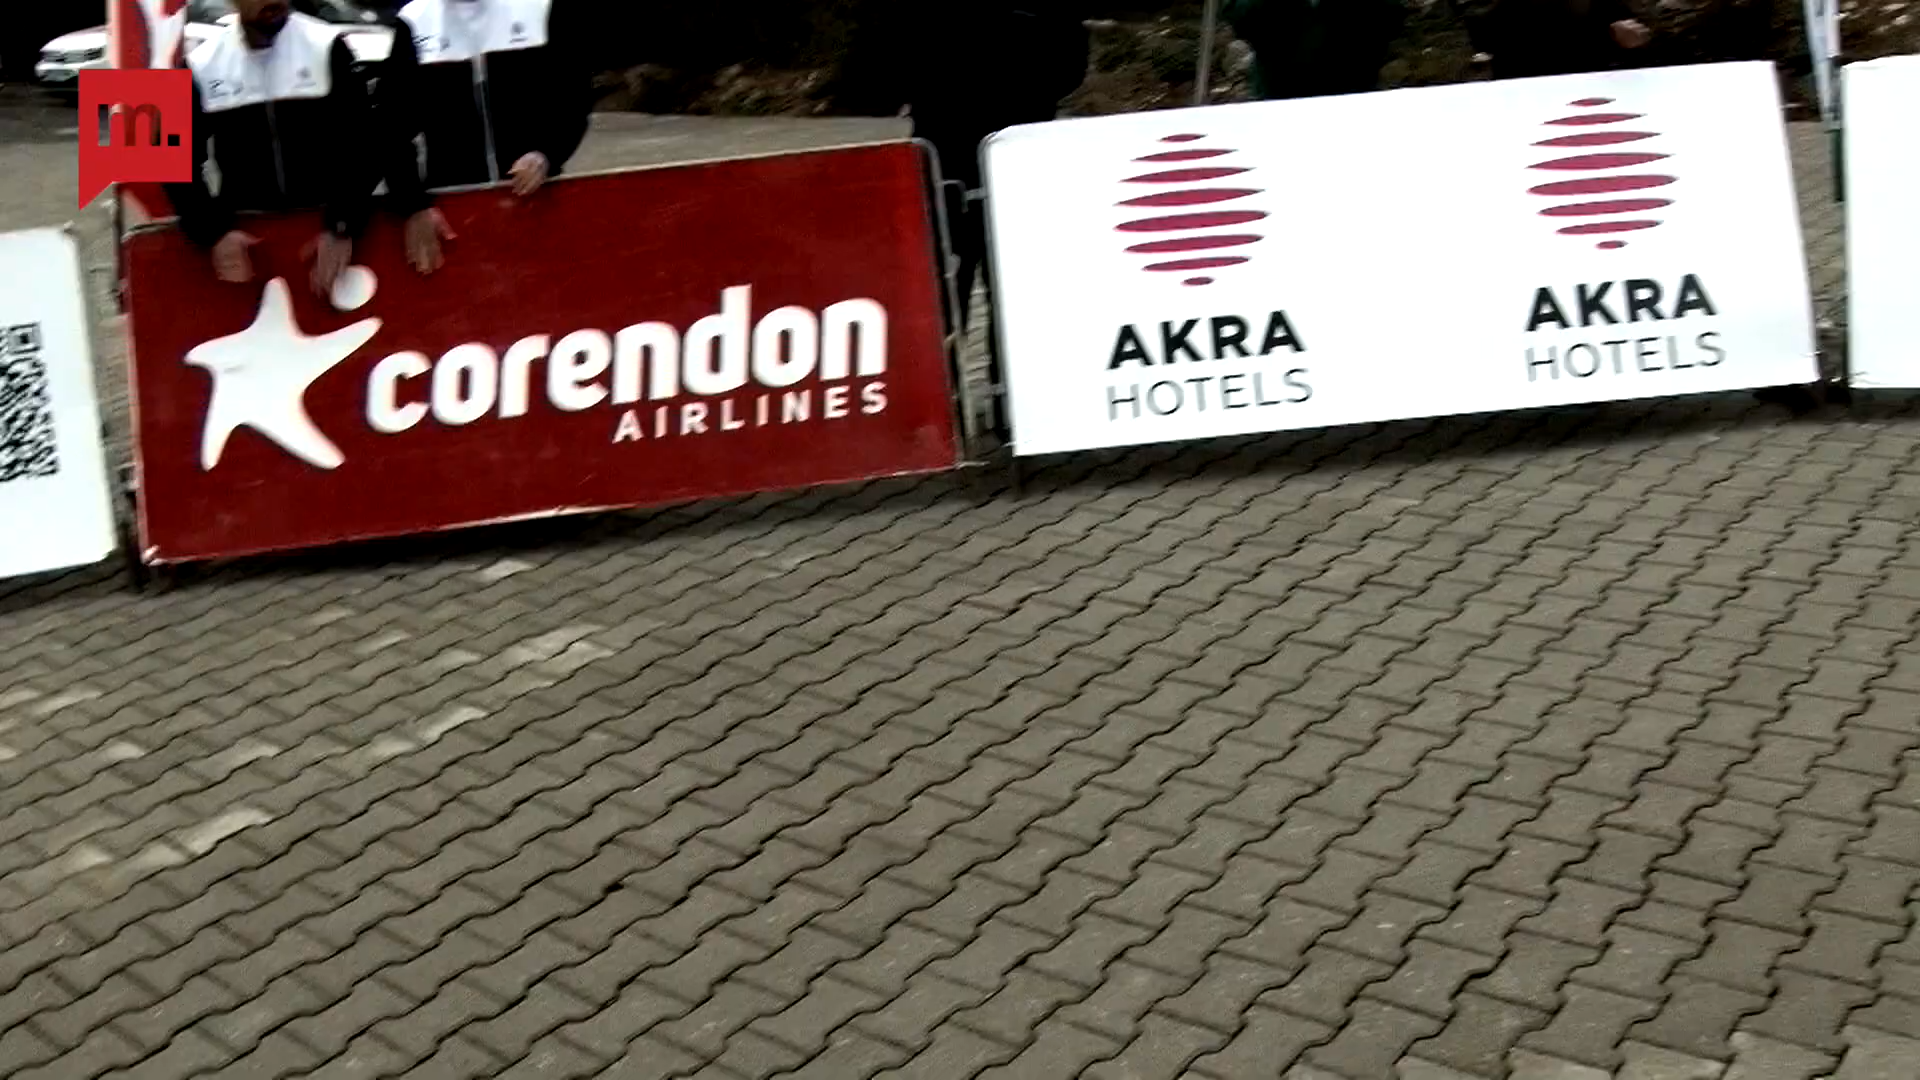 m.
corendon
AIRLINES
AKRA
HOTELS
AKRA
HOTELS